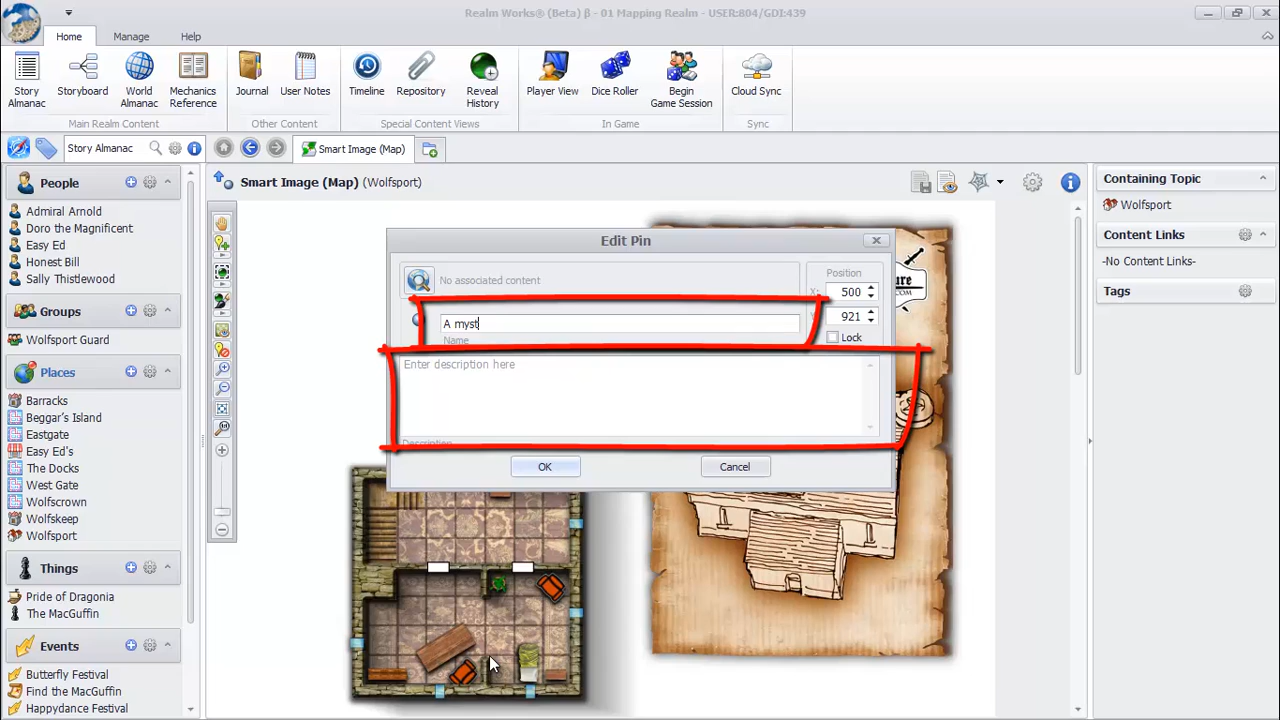 Realm Works® (Beta) β - 01 Mapping Realm - USER:804/GDI:439
Home Manage Help
Story Almanac
Storyboard
World Almanac
Mechanics Reference
Journal
User Notes
Timeline
Repository
Reveal History
Player View
Dice Roller
Begin Game Session
Cloud Sync
Main Realm Content
Other Content
Special Content Views
In Game
Sync
Story Almanac
Smart Image (Map)
People
Admiral Arnold
Doro the Magnificent
Easy Ed
Honest Bill
Sally Thistlewood
Groups
Wolfsport Guard
Places
Barracks
Beggar's Island
Eastgate
Easy Ed's
The Docks
West Gate
Wolfscrown
Wolfskeep
Wolfsport
Things
Pride of Dragonia
The MacGuffin
Events
Butterfly Festival
Find the MacGuffin
Happydance Festival
Smart Image (Map) (Wolfsport)
Edit Pin
No associated content
Position
X: 500
921
Lock
A myst
Name
Enter description here
Description
OK
Cancel
Containing Topic
Wolfsport
Content Links
-No Content Links-
Tags